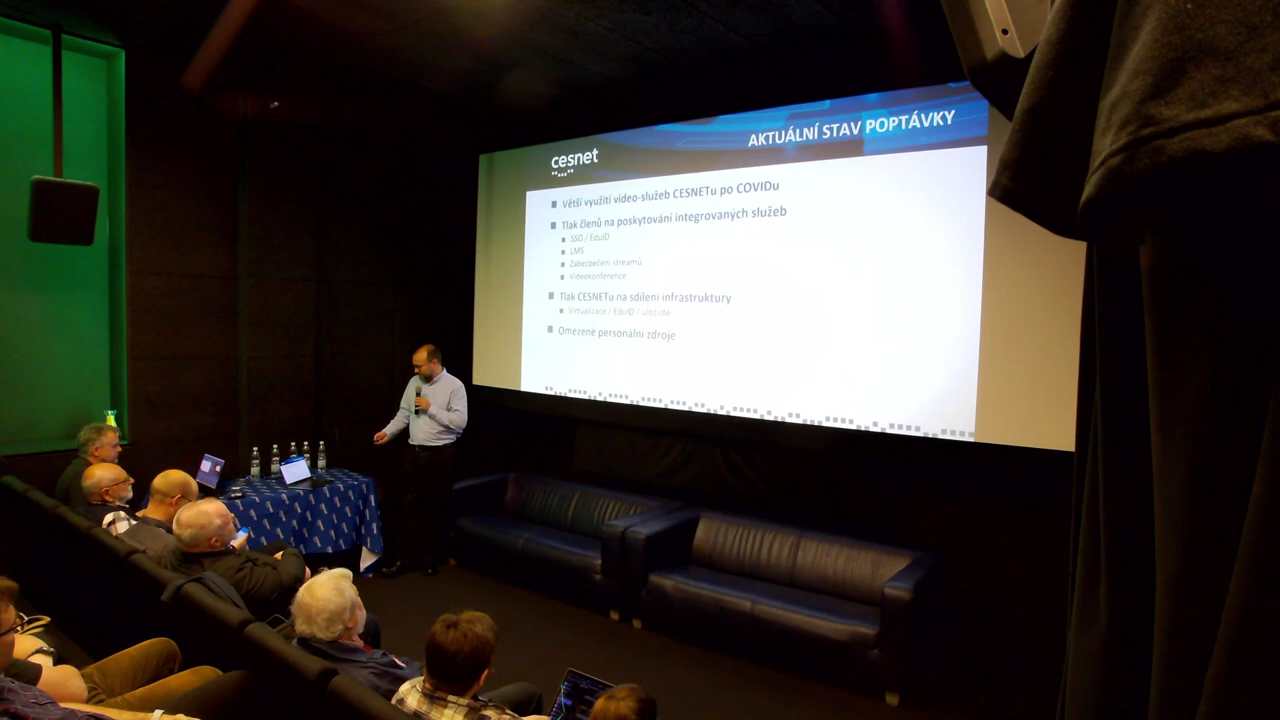 cesnet
AKTUÁLNÍ STAV POPTÁVKY
Větší využití video-služeb CESNETu po COVIDu
Tlak členů na poskytování integrovaných služeb
SSO / EduID
LMS
Zabezpečení streamů
Videokonference
Tlak CESNETu na sdílení infrastruktury
Virtualizace / EduID / uložiště
Omezené personální zdroje